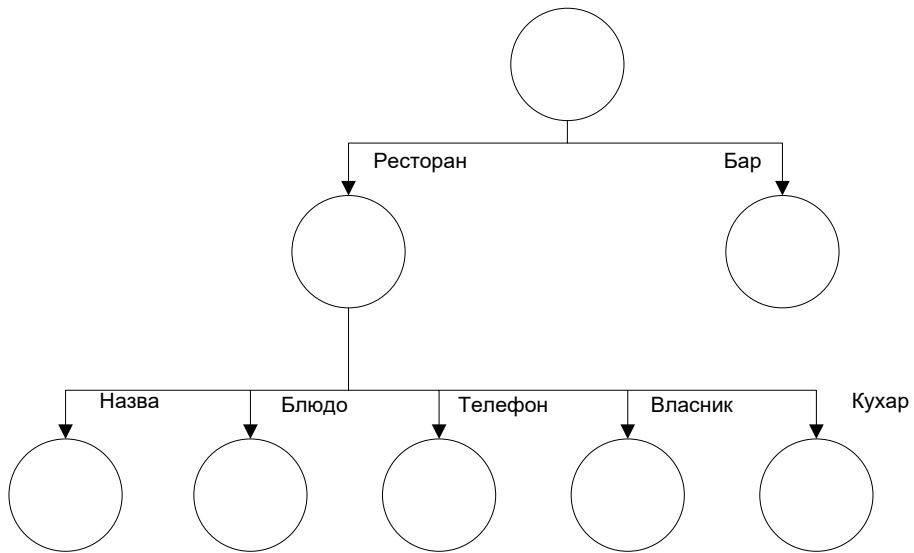 Ресторан
Бар
Назва
Блюдо
Телефон
Власник
Кухар